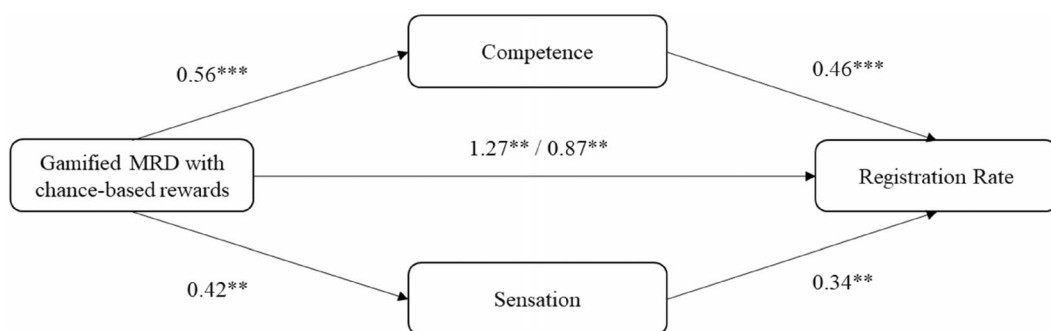 Competence
0.56***
0.46***
1.27** / 0.87**
Gamified MRD with
chance-based rewards
Registration Rate
0.42**
Sensation
0.34**